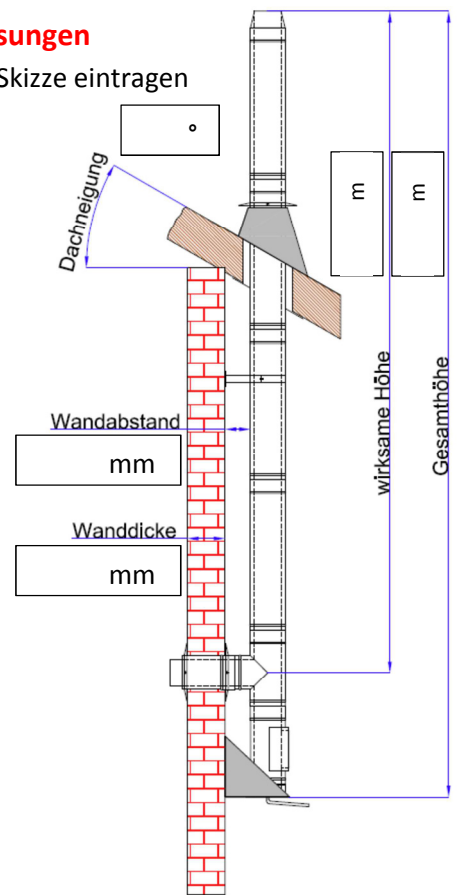 sungen
Skizze eintragen
°
Dachneigung
m
m
wirksame Höhe
Gesamthöhe
Wandabstand
mm
Wanddicke
mm